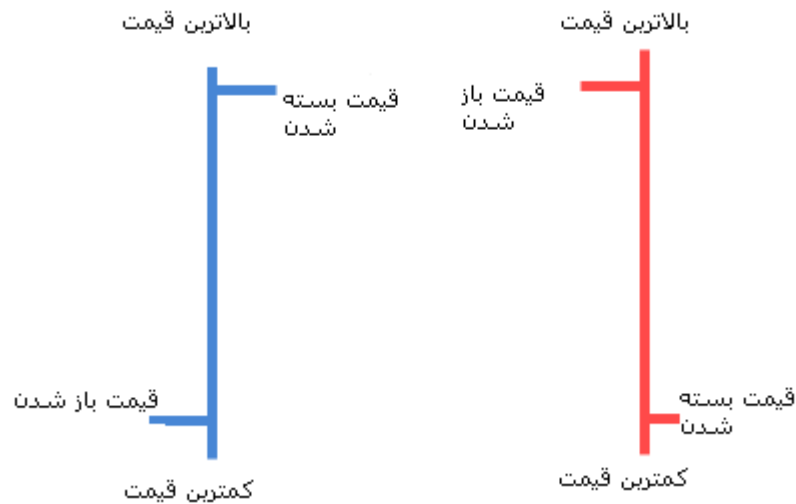 بالاترین قیمت
بالاترین قیمت
قیمت باز
شدن
قیمت بسته
شدن
قیمت بسته
شدن
قیمت باز شدن
کمترین قیمت
کمترین قیمت